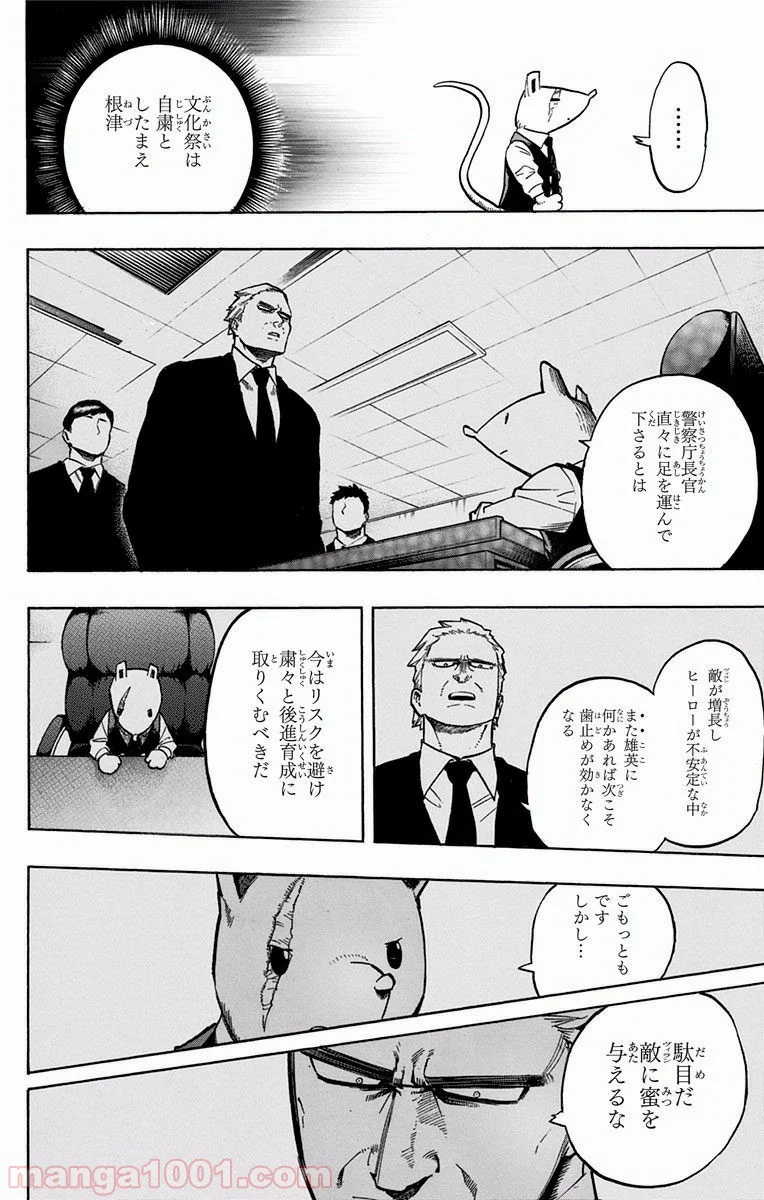 ………
文化祭は
自粛と
したまえ
根津
警察庁長官
直々に足を運んで
下さるとは
敵が増長し
ヒーローが不安定な中
また雄英に
何かあれば次こそ
歯止めが効かなく
なる
今はリスクを避け
粛々と後進育成に
取りくむべきだ
ごもっとも
です
しかし…
駄目だ
敵に蜜を
与えるな
manga1001.com